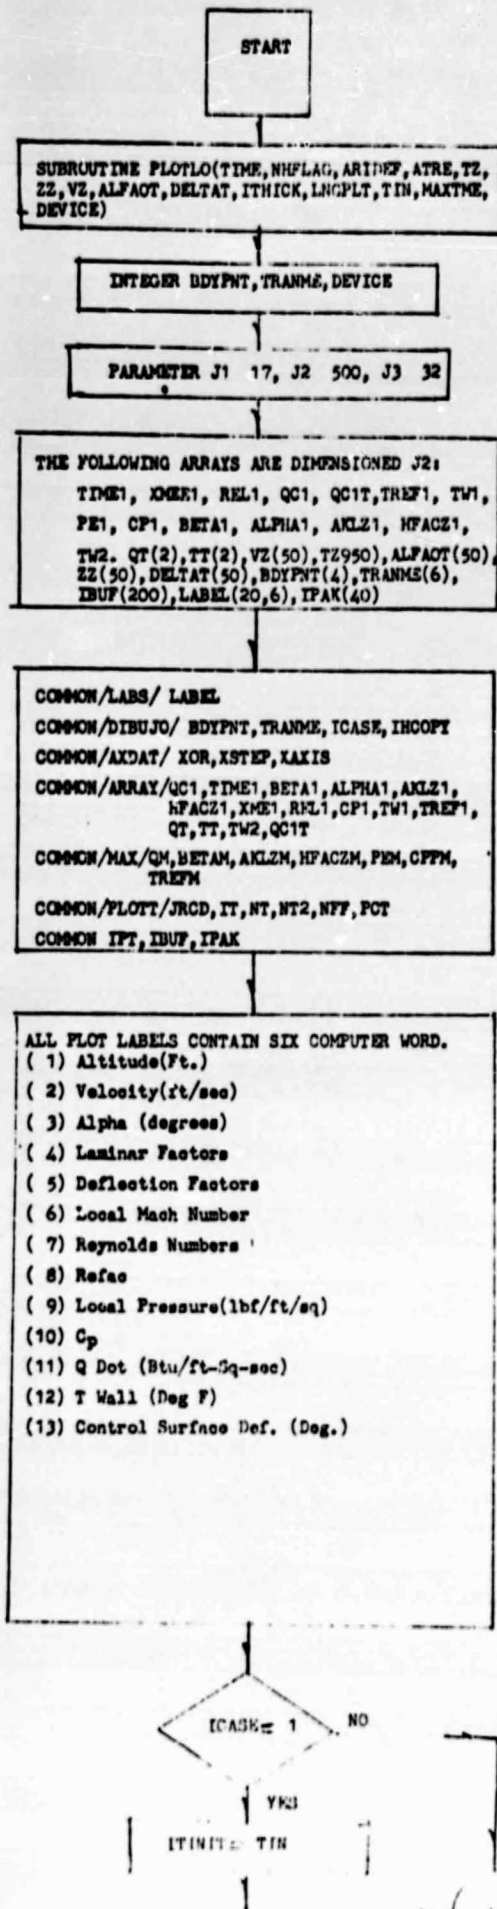 START
SUBROUTINE PLOTLO(TIME,NHFLAG,ARIDEF,ATRE,TZ,
ZZ,VZ,ALFAOT,DELTAT,ITHICK,LNGPLT,TIN,MAXTME,
DEVICE)
INTEGER BDYPNT,TRANME,DEVICE
PARAMETER J1 17, J2 500, J3 32
THE FOLLOWING ARRAYS ARE DIMENSIONED J2:
TIME1, XMEE1, REL1, QC1, QC1T,TREF1, TW1,
PE1, CP1, BETA1, ALPHA1, AKLZ1, HFACZ1,
TW2. QT(2),TT(2),VZ(50),TZ950),ALFAOT(50),
ZZ(50),DELTAT(50),BDYPNT(4),TRANMS(6),
IBUF(200),LABEL(20,6),IPAK(40)
COMMON/LABS/ LABEL
COMMON/DIBUJO/ BDYPNT,TRANME,ICASE,IHCOPY
COMMON/AXDAT/ XOR,XSTEP,XAXIS
COMMON/ARRAY/QC1,TIME1,BETA1,ALPHA1,AKLZ1,
HFACZ1,XME1,REL1,CP1,TW1,TREF1,
QT,TT,TW2,QC1T
COMMON/MAX/QM,BETAM,AKLZM,HFACZM,PEM,CPPM,
TREFM
COMMON/PLOTT/JRCD,IT,NT,NT2,NFF,PCT
COMMON IPT,IBUF,IPAK
ALL PLOT LABELS CONTAIN SIX COMPUTER WORD.
( 1) Altitude(Ft.)
( 2) Velocity(ft/sec)
( 3) Alpha (degrees)
( 4) Laminar Factors
( 5) Deflection Factors
( 6) Local Mach Number
( 7) Reynolds Numbers
( 8) Refac
( 9) Local Pressure(lbf/ft/sq)
(10) Cp
(11) Q Dot (Btu/ft-Sq-sec)
(12) T Wall (Deg F)
(13) Control Surface Def. (Deg.)
ICASE= 1
NO
YES
ITINIT= TIN